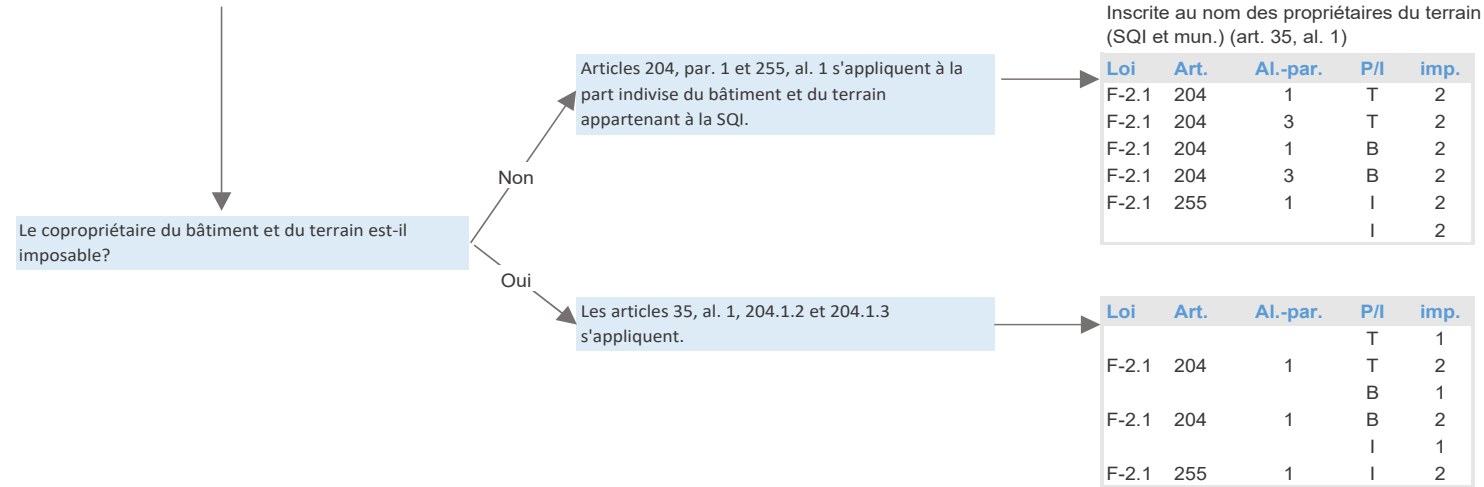 Inscrite au nom des propriétaires du terrain
(SQI et mun.) (art. 35, al. 1)
Articles 204, par. 1 et 255, al. 1 s'appliquent à la
part indivise du bâtiment et du terrain
appartenant à la SQI.
Loi Art. Al.-par. P/I imp.
F-2.1 204 1 T 2
F-2.1 204 3 T 2
F-2.1 204 1 B 2
F-2.1 204 3 B 2
F-2.1 255 1 I 2
I 2
Non
Le copropriétaire du bâtiment et du terrain est-il
imposable?
Oui
Les articles 35, al. 1, 204.1.2 et 204.1.3
s'appliquent.
Loi Art. Al.-par. P/I imp.
T 1
F-2.1 204 1 T 2
B 1
F-2.1 204 1 B 2
I 1
F-2.1 255 1 I 2